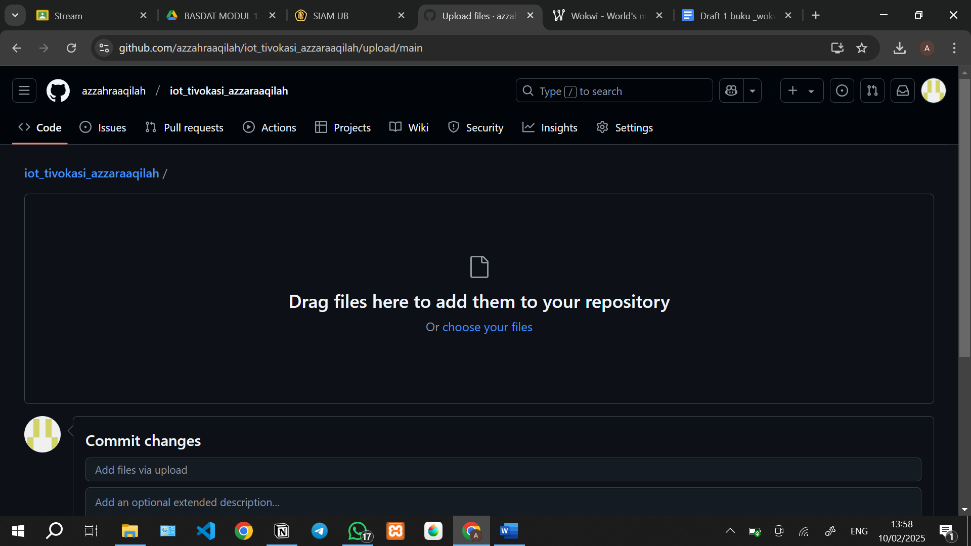 Stream
BASDAT MODUL 1
SIAM UB
Upload files · azzah
Wokwi - World's m
Draft 1 buku _wok
github.com/azzahraaqilah/iot_tivokasi_azzaraaqilah/upload/main
A
azzahraaqilah / iot_tivokasi_azzaraaqilah
Type / to search
Code
Issues
Pull requests
Actions
Projects
Wiki
Security
Insights
Settings
iot_tivokasi_azzaraaqilah /
Drag files here to add them to your repository
Or choose your files
Commit changes
Add files via upload
Add an optional extended description...
17
A
ENG
13:58
10/02/2025
1